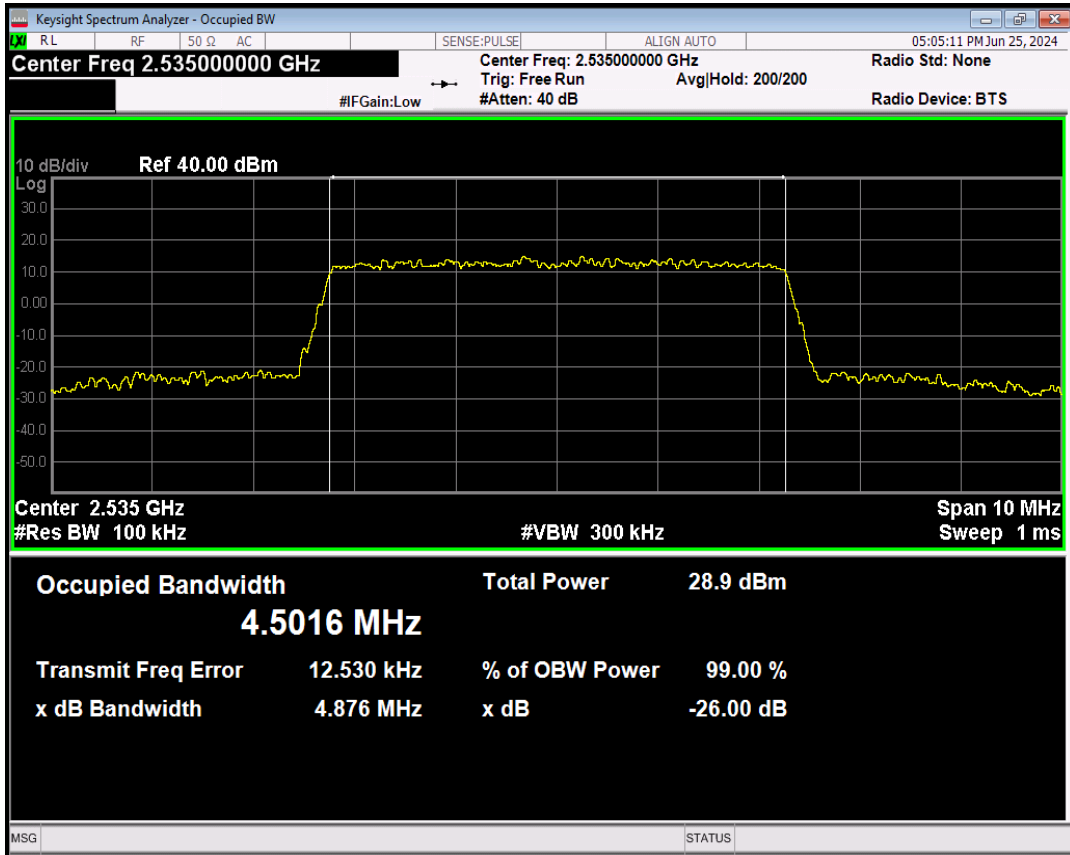 Keysight Spectrum Analyzer - Occupied BW
LXI RL RF 50 Ω AC SENSE:PULSE ALIGN AUTO 05:05:11 PM Jun 25, 2024
Center Freq 2.535000000 GHz Center Freq: 2.535000000 GHz Radio Std: None
Trig: Free Run Avg|Hold: 200/200
#IFGain:Low #Atten: 40 dB Radio Device: BTS
10 dB/div Ref 40.00 dBm
Log
30.0
20.0
10.0
0.00
-10.0
-20.0
-30.0
-40.0
-50.0
Center 2.535 GHz Span 10 MHz
#Res BW 100 kHz #VBW 300 kHz Sweep 1 ms
Occupied Bandwidth Total Power 28.9 dBm
4.5016 MHz
Transmit Freq Error 12.530 kHz % of OBW Power 99.00 %
x dB Bandwidth 4.876 MHz x dB -26.00 dB
MSG STATUS